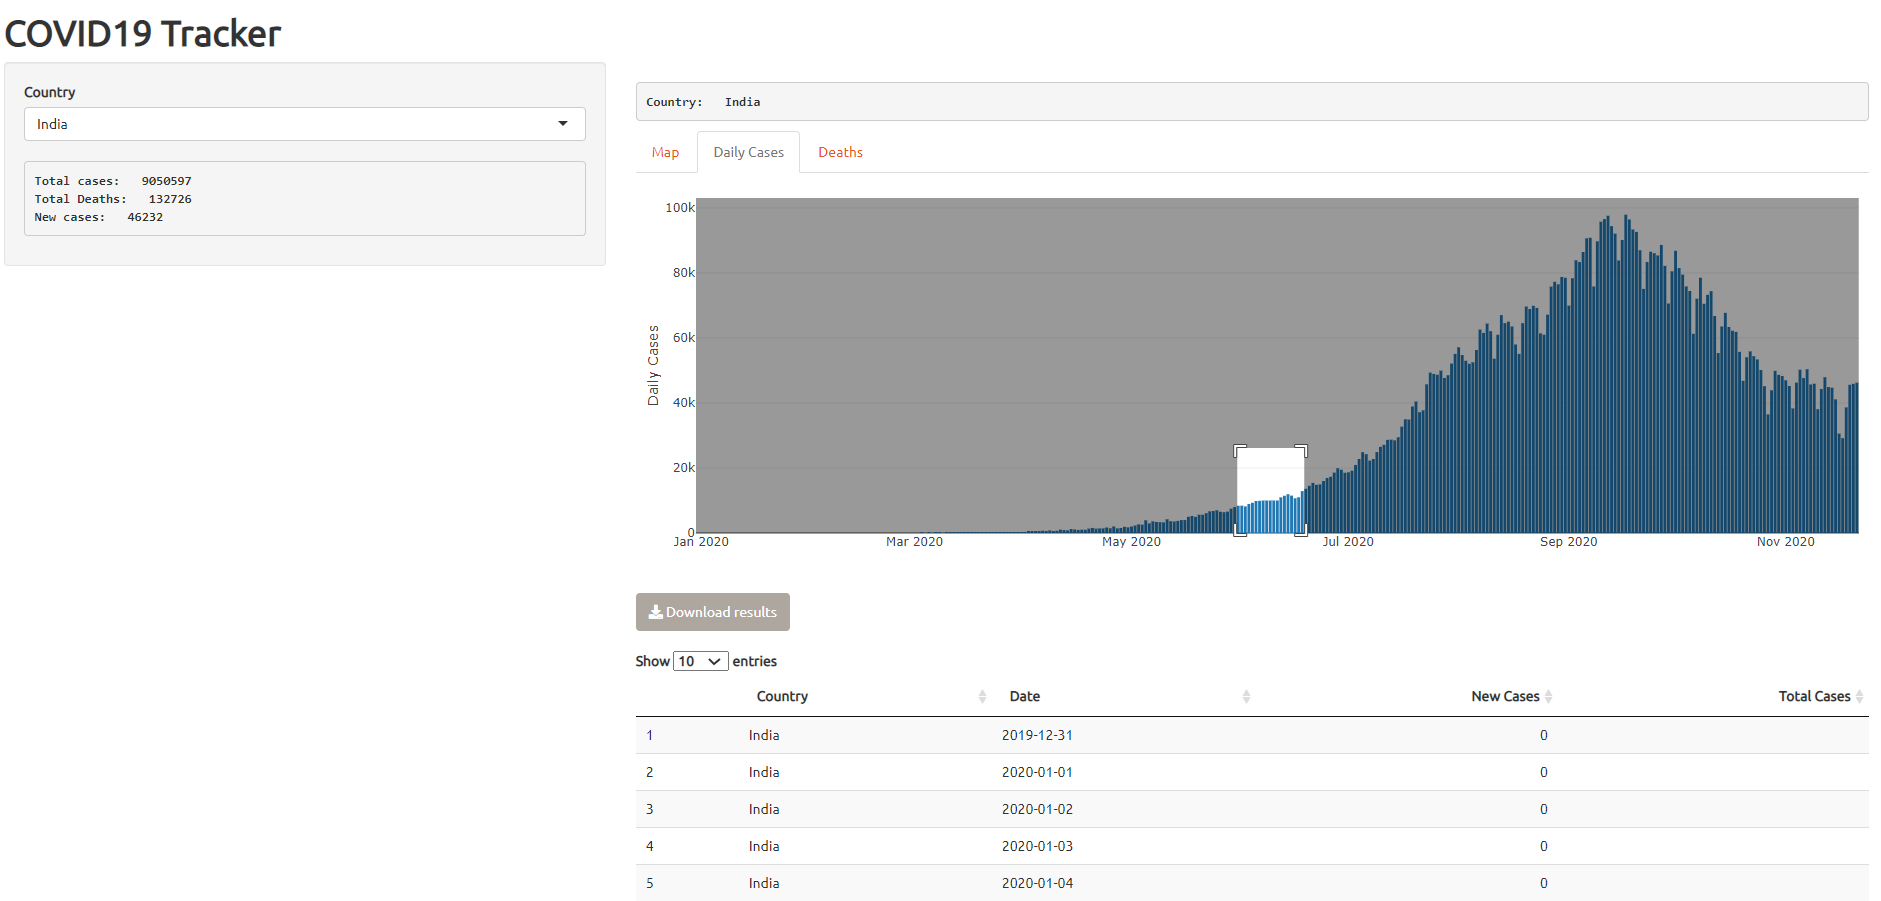 COVID19 Tracker
Country
India
Total cases: 9050597
Total Deaths: 132726
New cases: 46232
Country: India
Map Daily Cases Deaths
Daily Cases
100k
80k
60k
40k
20k
0
Jan 2020 Mar 2020 May 2020 Jul 2020 Sep 2020 Nov 2020
Download results
Show 10 entries
Country Date New Cases Total Cases
1 India 2019-12-31 0
2 India 2020-01-01 0
3 India 2020-01-02 0
4 India 2020-01-03 0
5 India 2020-01-04 0